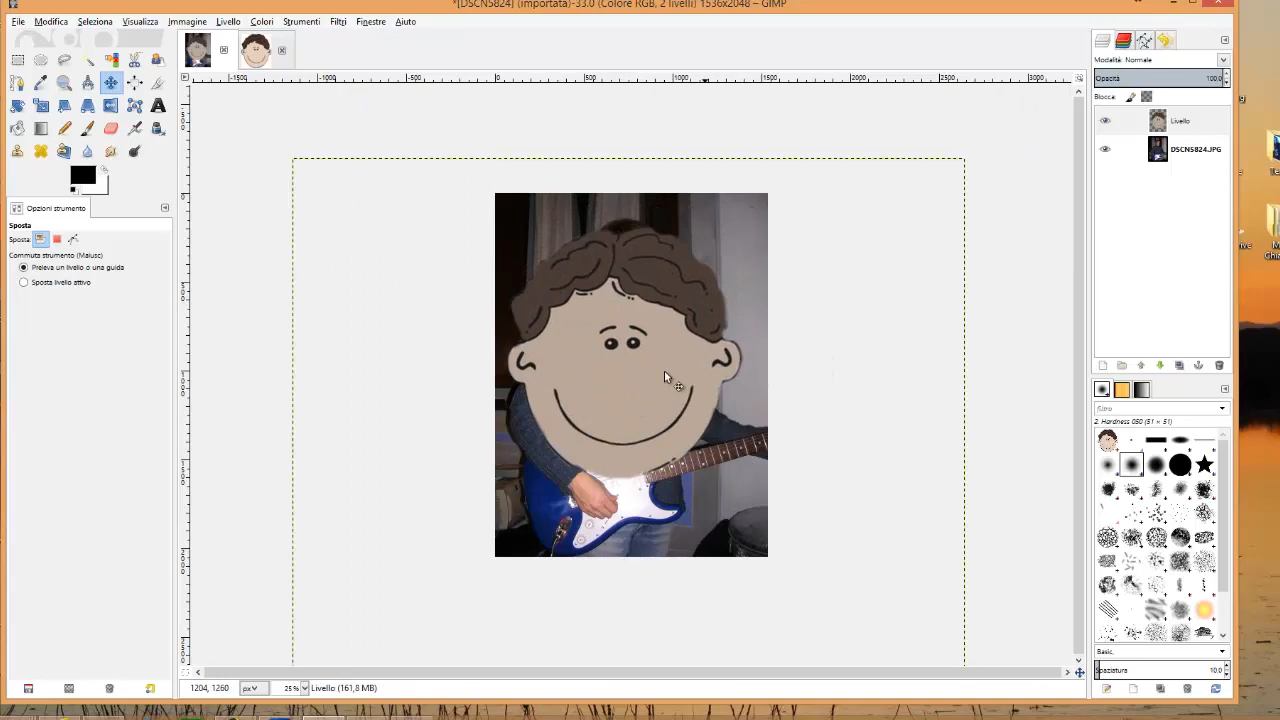 *[DSCN5824] (importata)-33.0 (Colore RGB, 2 livelli) 1536x2048 – GIMP
File Modifica Seleziona Visualizza Immagine Livello Colori Strumenti Filtri Finestre Aiuto
Modalità: Normale
Opacità 100,0
Blocca:
Livello
DSCN5824.JPG
-1500 -1000 -500 0 500 1000 1500 2000 2500 3000
Opzioni strumento
Sposta
Sposta:
Commuta strumento (Maiusc)
Preleva un livello o una guida
Sposta livello attivo
filtro
2. Hardness 050 (51 × 51)
Basic,
Spaziatura 10,0
1204, 1260 px 25% Livello (161,8 MB)